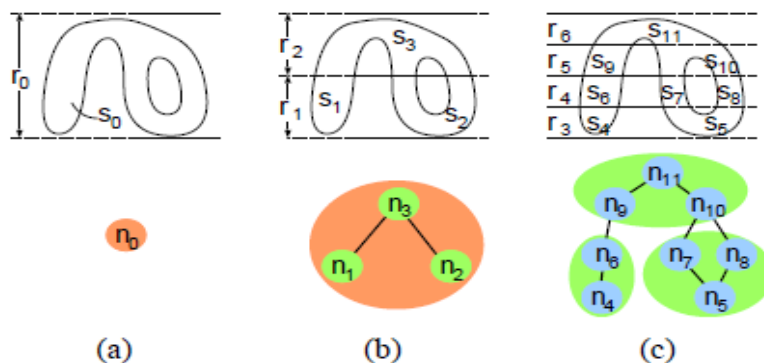 r0 s0
r2 s3
r1 s1 s2
r6 s11
r5 s9 s10
r4 s6 s7 s8
r3 s4 s5
n0
n3
n1 n2
n11
n9 n10
n6 n7 n8
n4 n5
(a) (b) (c)